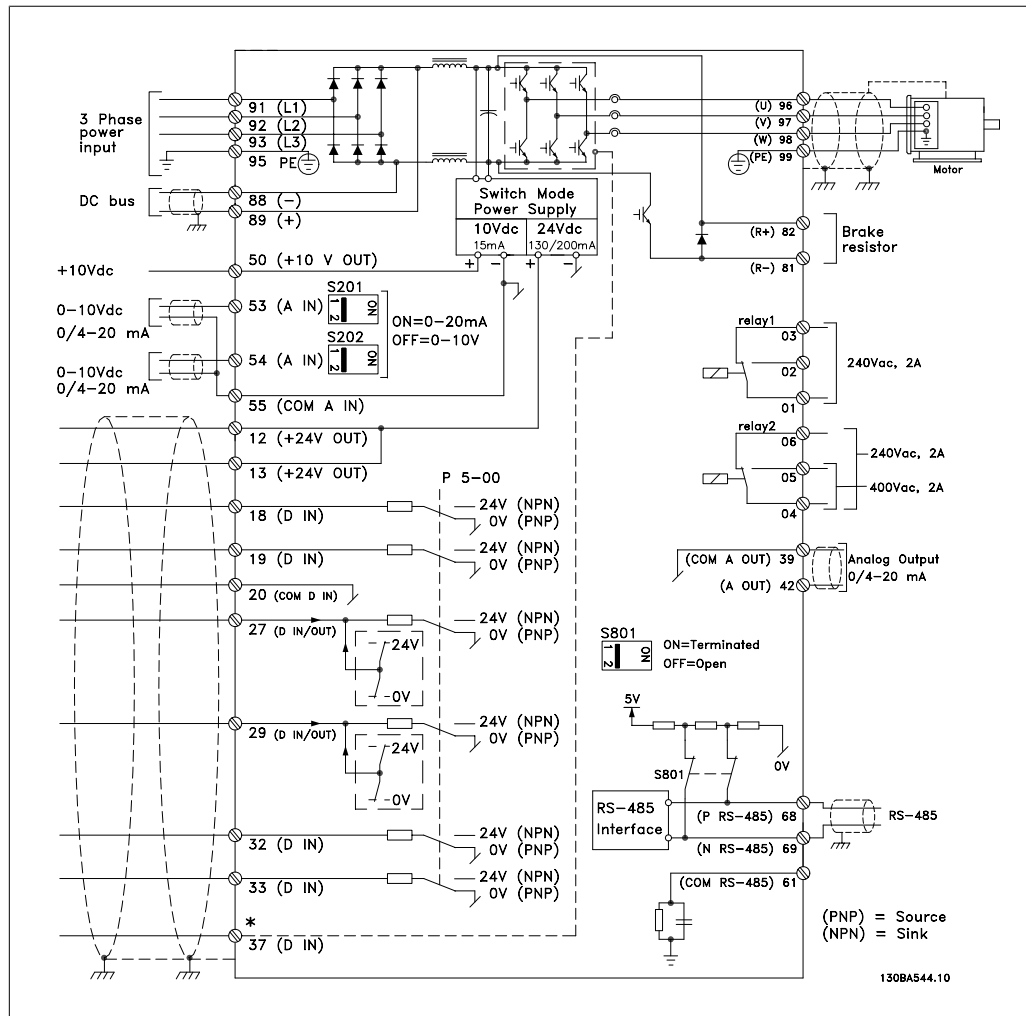 3 Phase
power
input
91 (L1)
92 (L2)
93 (L3)
95 PE
DC bus
88 (-)
89 (+)
+10Vdc
50 (+10 V OUT)
0-10Vdc
0/4-20 mA
53 (A IN)
S201
ON
1 2
ON=0-20mA
OFF=0-10V
S202
ON
1 2
0-10Vdc
0/4-20 mA
54 (A IN)
55 (COM A IN)
12 (+24V OUT)
13 (+24V OUT)
P 5-00
18 (D IN)
24V (NPN)
0V (PNP)
19 (D IN)
24V (NPN)
0V (PNP)
20 (COM D IN)
27 (D IN/OUT)
24V (NPN)
0V (PNP)
24V
0V
29 (D IN/OUT)
24V (NPN)
0V (PNP)
24V
0V
32 (D IN)
24V (NPN)
0V (PNP)
33 (D IN)
24V (NPN)
0V (PNP)
*
37 (D IN)
Switch Mode
Power Supply
10Vdc
15mA
24Vdc
130/200mA
+ - + -
(U) 96
(V) 97
(W) 98
(PE) 99
Motor
(R+) 82
(R-) 81
Brake
resistor
relay1
03
02
01
240Vac, 2A
relay2
06
05
04
240Vac, 2A
400Vac, 2A
(COM A OUT) 39
(A OUT) 42
Analog Output
0/4-20 mA
S801
ON
1 2
ON=Terminated
OFF=Open
5V
S801
0V
RS-485
Interface
(P RS-485) 68
(N RS-485) 69
(COM RS-485) 61
RS-485
(PNP) = Source
(NPN) = Sink
130BA544.10